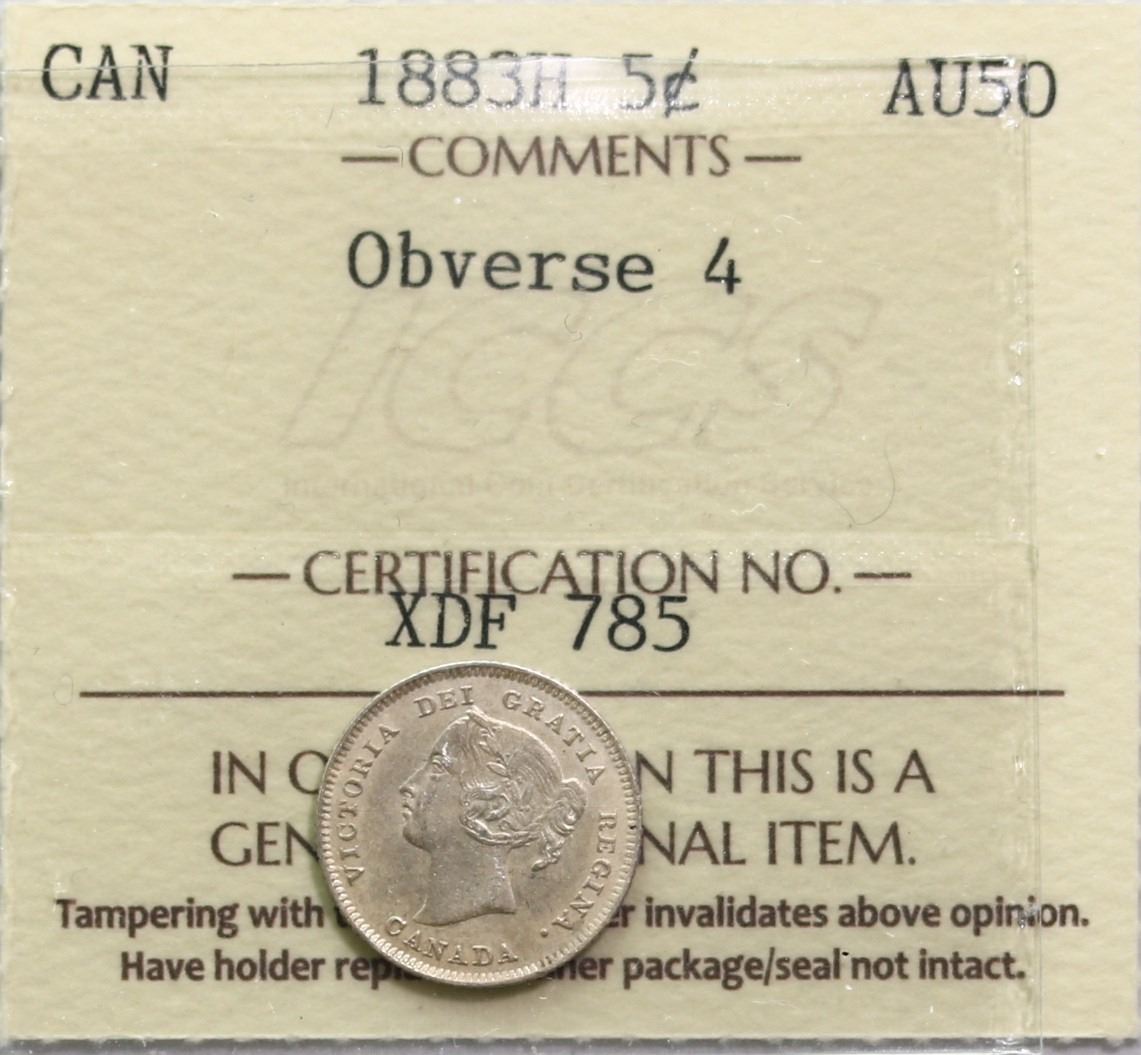 CAN 1883H 5¢ AU50
— COMMENTS —
Obverse 4
ICCS
— CERTIFICATION NO. —
XDF 785
VICTORIA DEI GRATIA REGINA.
CANADA
IN O N THIS IS A
GEN NAL ITEM.
Tampering with r invalidates above opinion.
Have holder rep her package/seal not intact.